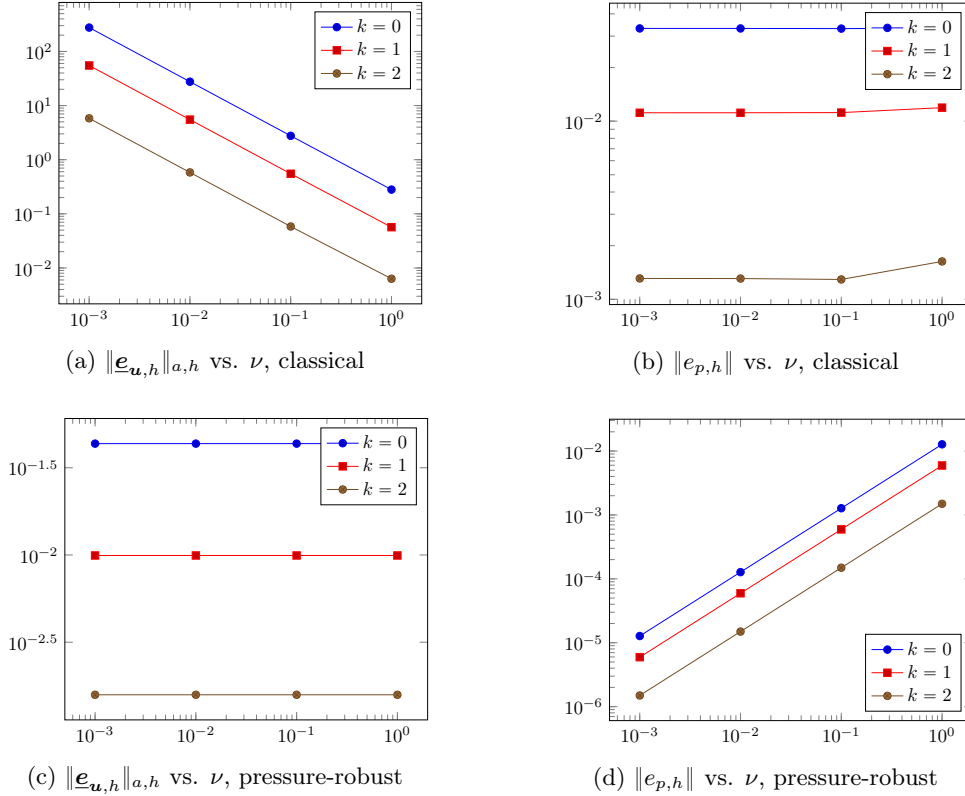 10^2
10^1
10^0
10^{-1}
10^{-2}
10^{-3} 10^{-2} 10^{-1} 10^0
k = 0
k = 1
k = 2
(a) ‖e_{u,h}‖_{a,h} vs. ν, classical
10^{-2}
10^{-3}
10^{-3} 10^{-2} 10^{-1} 10^0
k = 0
k = 1
k = 2
(b) ‖e_{p,h}‖ vs. ν, classical
10^{-1.5}
10^{-2}
10^{-2.5}
10^{-3} 10^{-2} 10^{-1} 10^0
k = 0
k = 1
k = 2
(c) ‖e_{u,h}‖_{a,h} vs. ν, pressure-robust
10^{-2}
10^{-3}
10^{-4}
10^{-5}
10^{-6}
10^{-3} 10^{-2} 10^{-1} 10^0
k = 0
k = 1
k = 2
(d) ‖e_{p,h}‖ vs. ν, pressure-robust